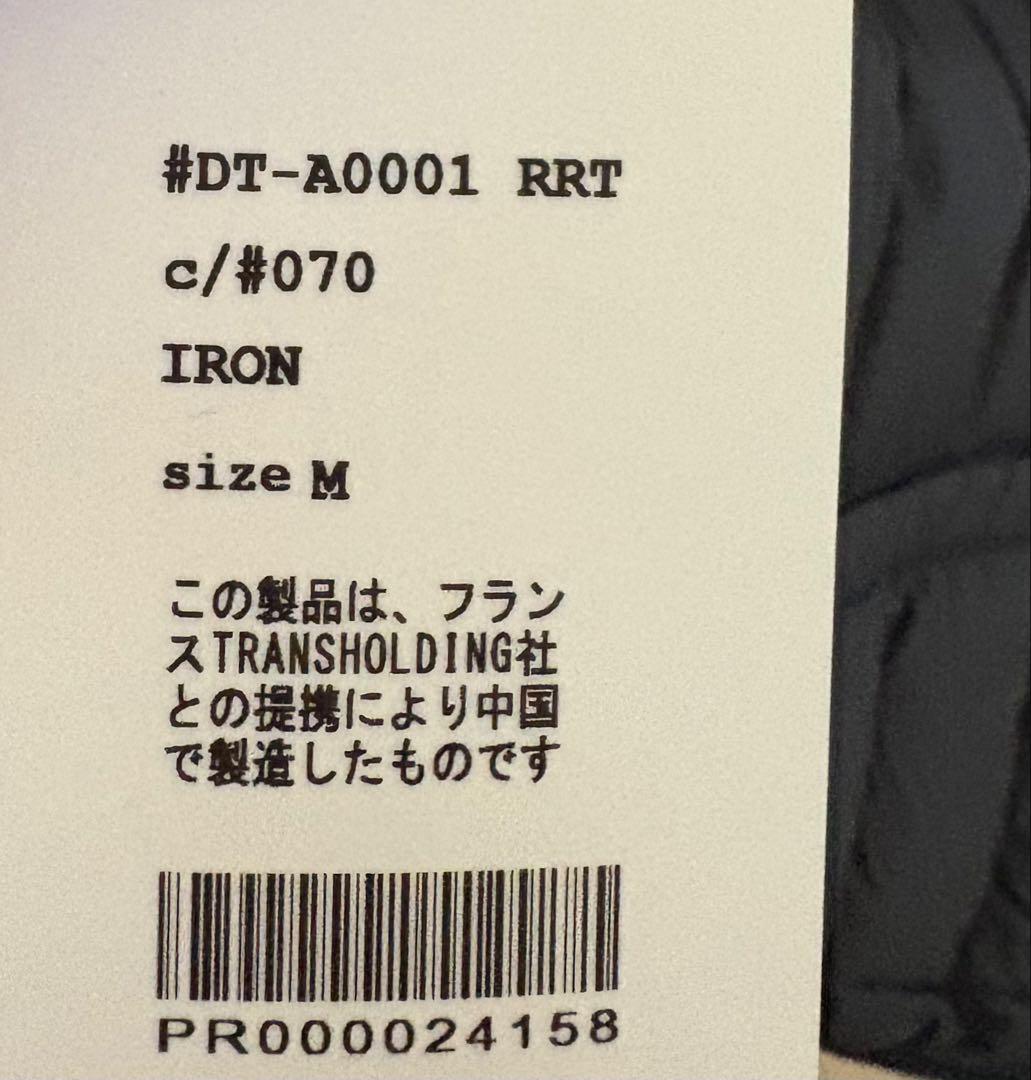 #DT-A0001 RRT
c/#070
IRON
size M
この製品は、フラン
スTRANSHOLDING社
との提携により中国
で製造したものです
PR000024158